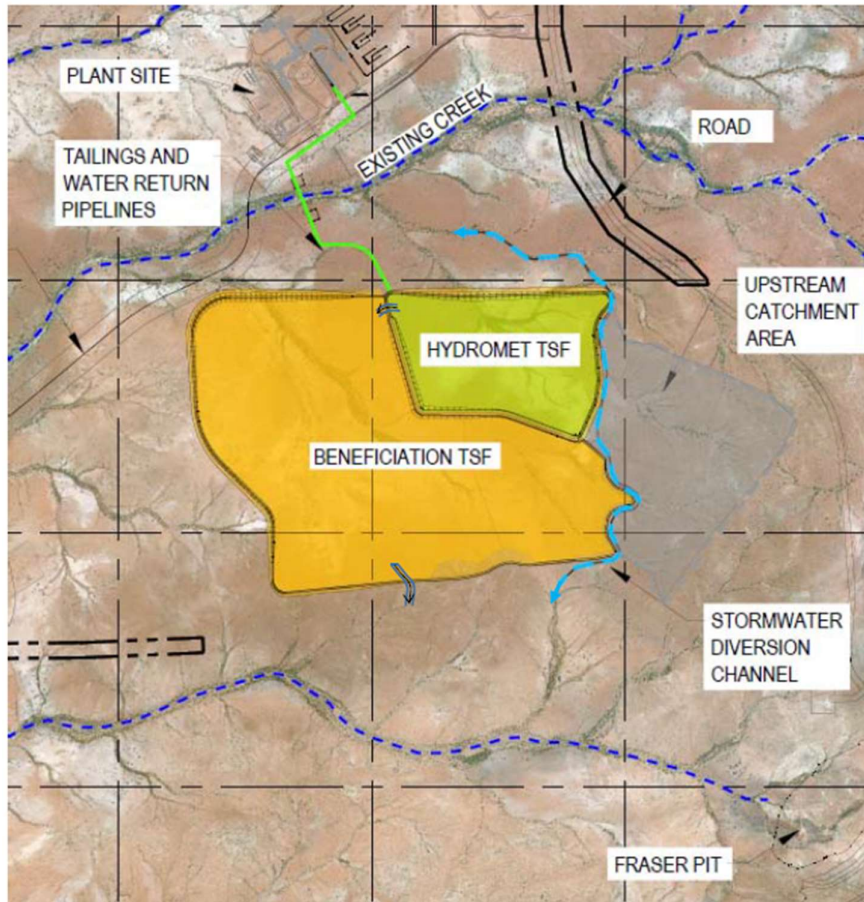 PLANT SITE
TAILINGS AND
WATER RETURN
PIPELINES
EXISTING CREEK
ROAD
UPSTREAM
CATCHMENT
AREA
HYDROMET TSF
BENEFICIATION TSF
STORMWATER
DIVERSION
CHANNEL
FRASER PIT